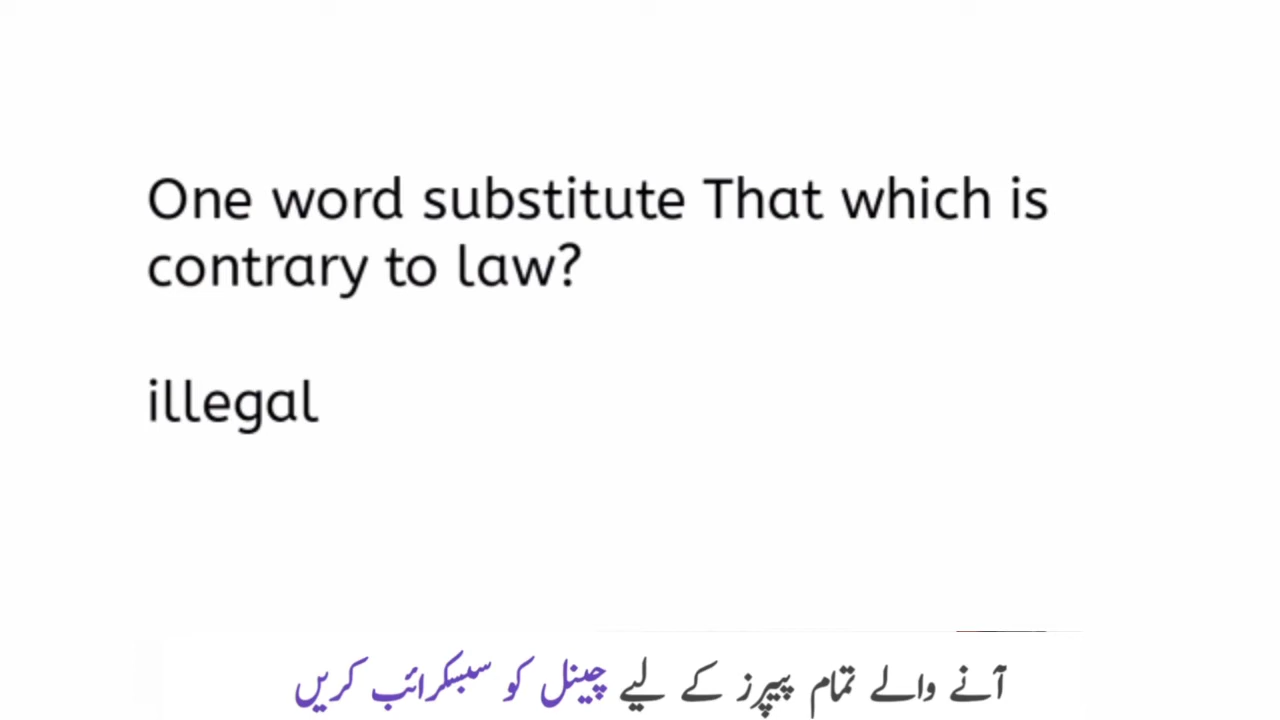 One word substitute That which is
contrary to law?
illegal
آنے والے تمام پیپرز کے لیے چینل کو سبسکرائب کریں